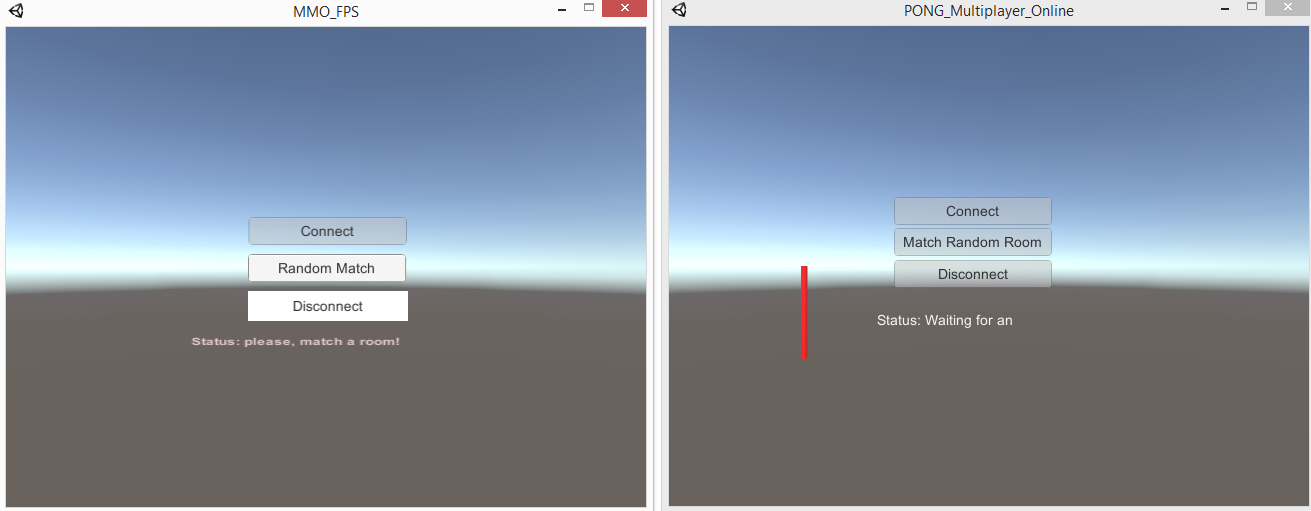 MMO_FPS
Connect
Random Match
Disconnect
Status: please, match a room!
PONG_Multiplayer_Online
Connect
Match Random Room
Disconnect
Status: Waiting for an